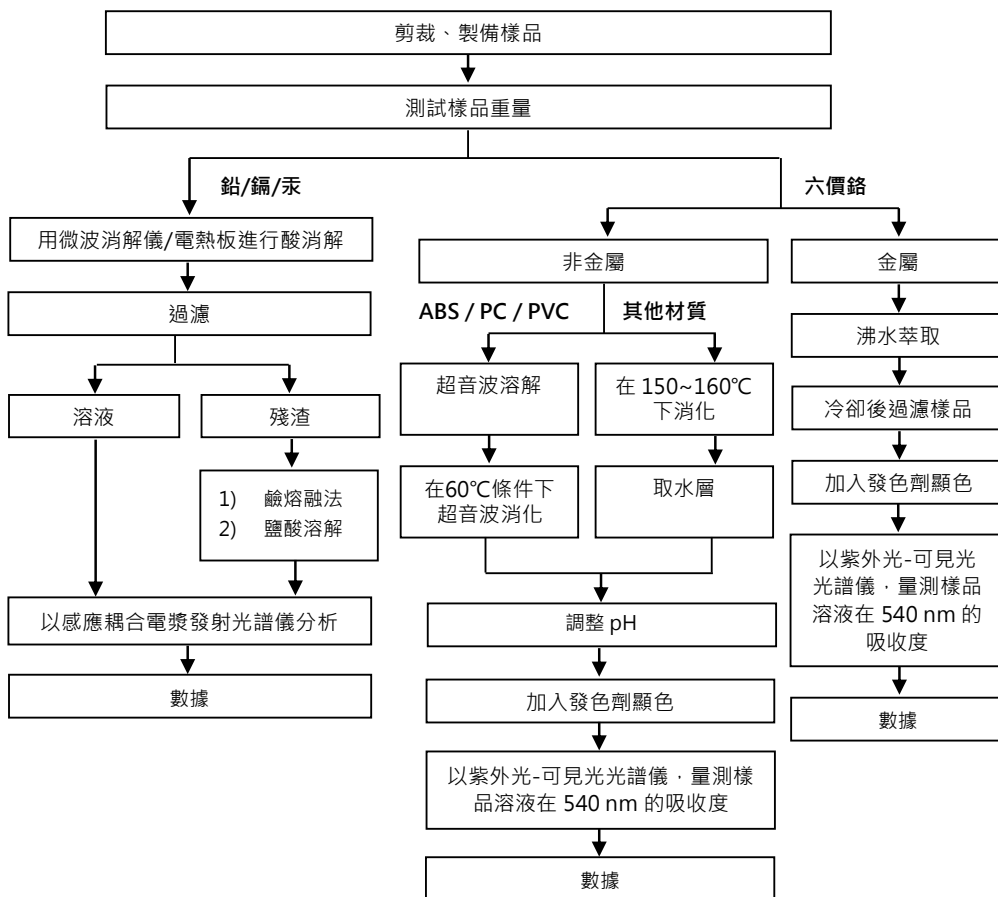 剪裁、製備樣品
測試樣品重量
鉛/鎘/汞
六價鉻
用微波消解儀/電熱板進行酸消解
非金屬
金屬
過濾
ABS / PC / PVC
其他材質
沸水萃取
超音波溶解
在 150~160℃
下消化
溶液
殘渣
冷卻後過濾樣品
在60℃條件下
超音波消化
取水層
加入發色劑顯色
1) 鹼熔融法
2) 鹽酸溶解
以紫外光-可見光
光譜儀，量測樣品
溶液在 540 nm 的
吸收度
以感應耦合電漿發射光譜儀分析
調整 pH
數據
加入發色劑顯色
數據
以紫外光-可見光光譜儀，量測樣
品溶液在 540 nm 的吸收度
數據